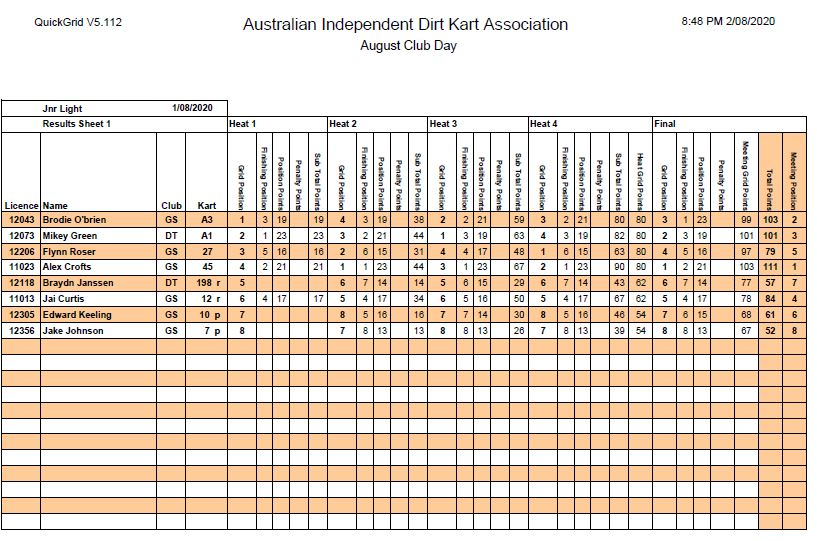 QuickGrid V5.112
Australian Independent Dirt Kart Association
8:48 PM 2/08/2020
August Club Day
Jnr Light 1/08/2020
Results Sheet 1 Heat 1 Heat 2 Heat 3 Heat 4 Final
Licence Name Club Kart Grid Position Finishing Position Position Points Penalty Points Sub Total Points Grid Position Finishing Position Position Points Penalty Points Sub Total Points Grid Position Finishing Position Position Points Penalty Points Sub Total Points Grid Position Finishing Position Position Points Penalty Points Sub Total Points Heat Grid Points Grid Position Finishing Position Position Points Penalty Points Meeting Grid Points Total Points Meeting Position
12043 Brodie O'brien GS A3 1 3 19 19 4 3 19 38 2 2 21 59 3 2 21 80 80 3 1 23 99 103 2
12073 Mikey Green DT A1 2 1 23 23 3 2 21 44 1 3 19 63 4 3 19 82 80 2 3 19 101 101 3
12206 Flynn Roser GS 27 3 5 16 16 2 6 15 31 4 4 17 48 1 6 15 63 80 4 5 16 97 79 5
11023 Alex Crofts GS 45 4 2 21 21 1 1 23 44 3 1 23 67 2 1 23 90 80 1 2 21 103 111 1
12118 Braydn Janssen DT 198 r 5 6 7 14 14 5 6 15 29 6 7 14 43 62 6 7 14 77 57 7
11013 Jai Curtis GS 12 r 6 4 17 17 5 4 17 34 6 5 16 50 5 4 17 67 62 5 4 17 78 84 4
12305 Edward Keeling GS 10 p 7 8 5 16 16 7 7 14 30 8 5 16 46 54 7 6 15 68 61 6
12356 Jake Johnson GS 7 p 8 7 8 13 13 8 8 13 26 7 8 13 39 54 8 8 13 67 52 8